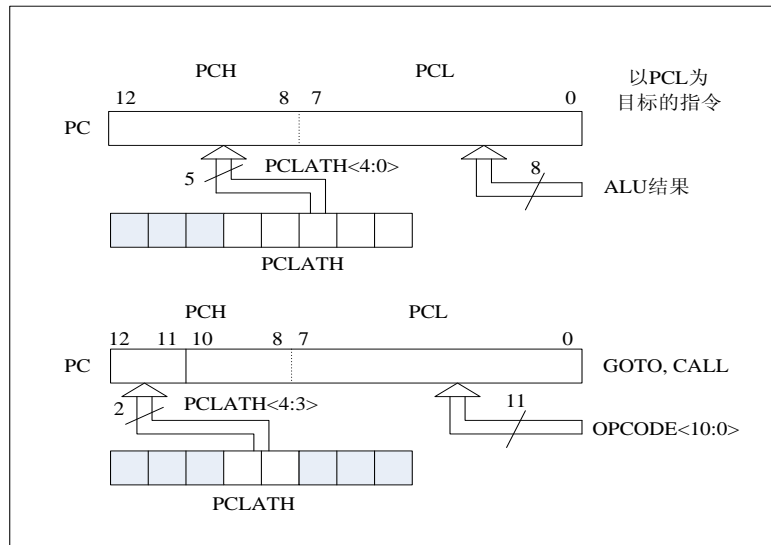 PCH PCL
12 8 7 0
以PCL为
目标的指令
PC
5 PCLATH<4:0>
8
ALU结果
PCLATH
PCH PCL
12 11 10 8 7 0
PC
GOTO, CALL
2 PCLATH<4:3>
11
OPCODE<10:0>
PCLATH